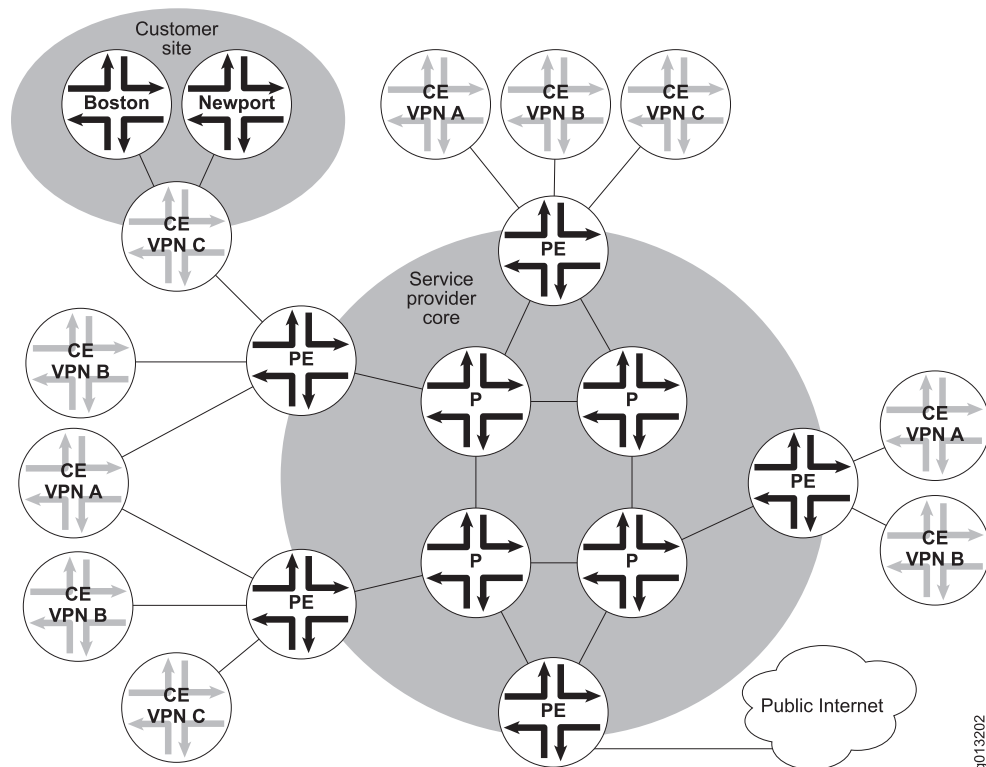 Customer
site
Boston
Newport
CE
VPN A
CE
VPN B
CE
VPN C
CE
VPN C
PE
Service
provider
core
CE
VPN B
PE
P
P
CE
VPN A
CE
VPN A
PE
CE
VPN B
P
P
CE
VPN B
PE
CE
VPN C
PE
Public Internet
g013202